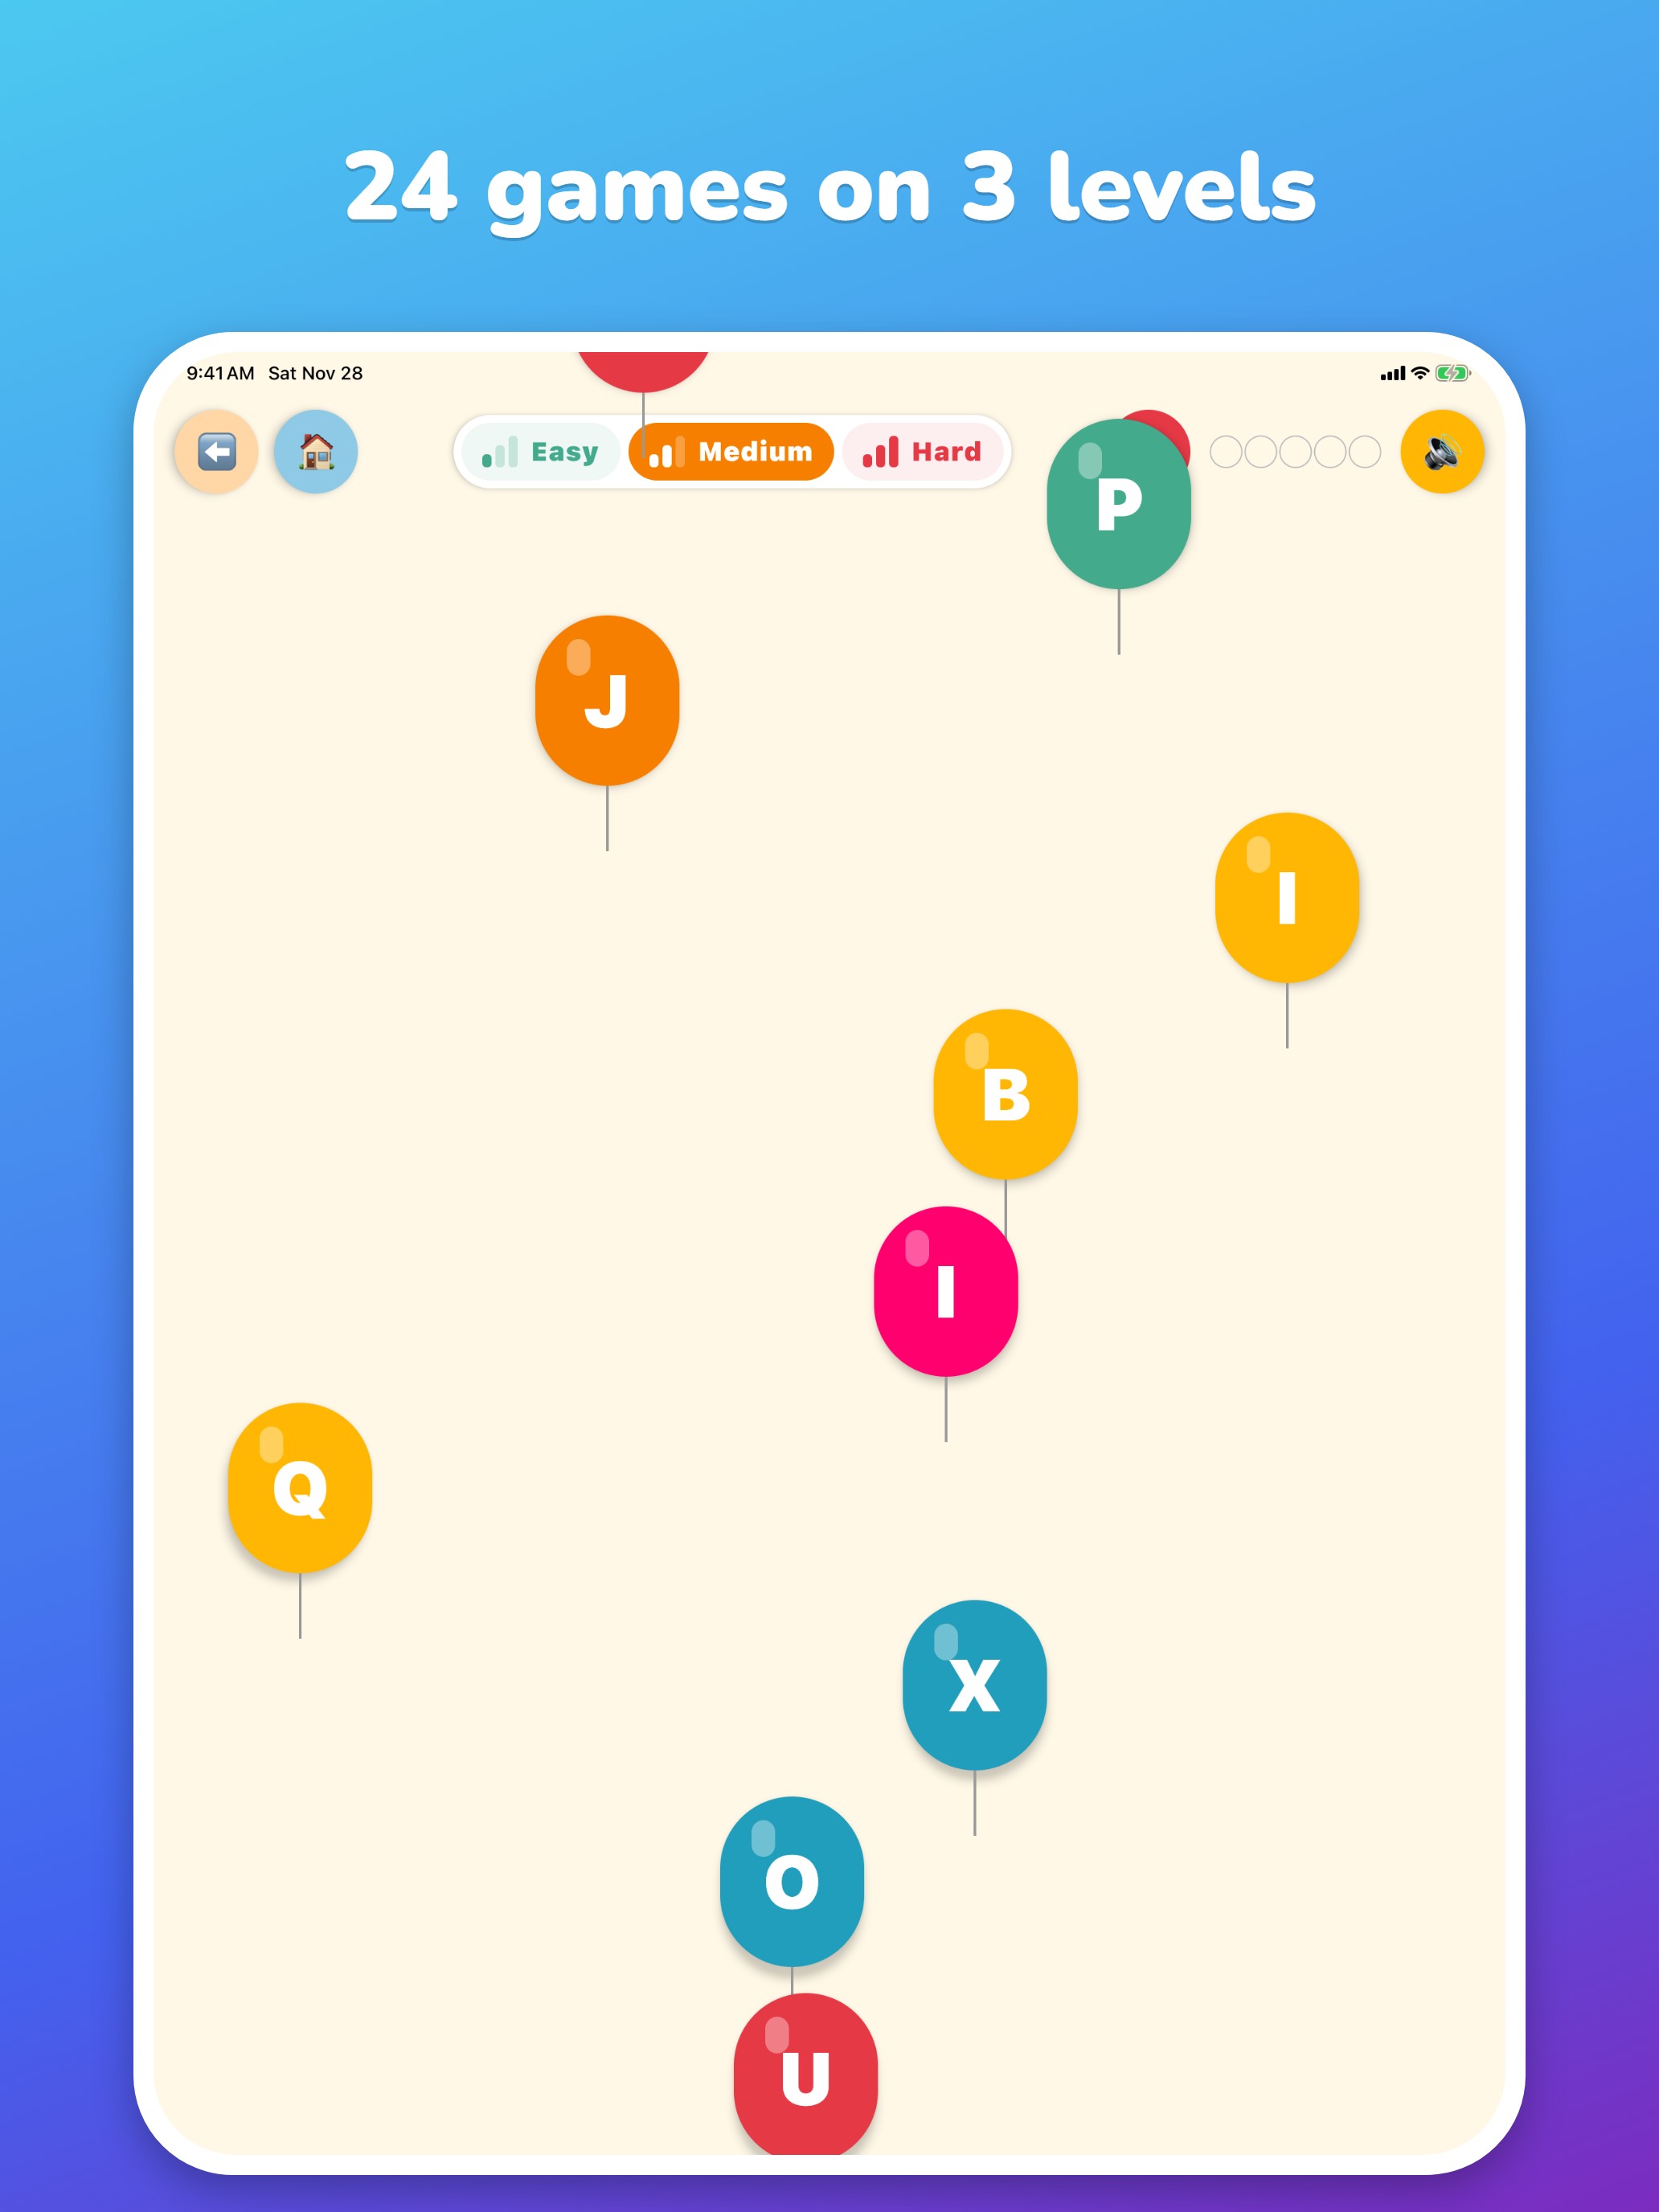 24 games on 3 levels
9:41 AM Sat Nov 28
Easy Medium Hard
P
J
I
B
I
Q
X
O
U